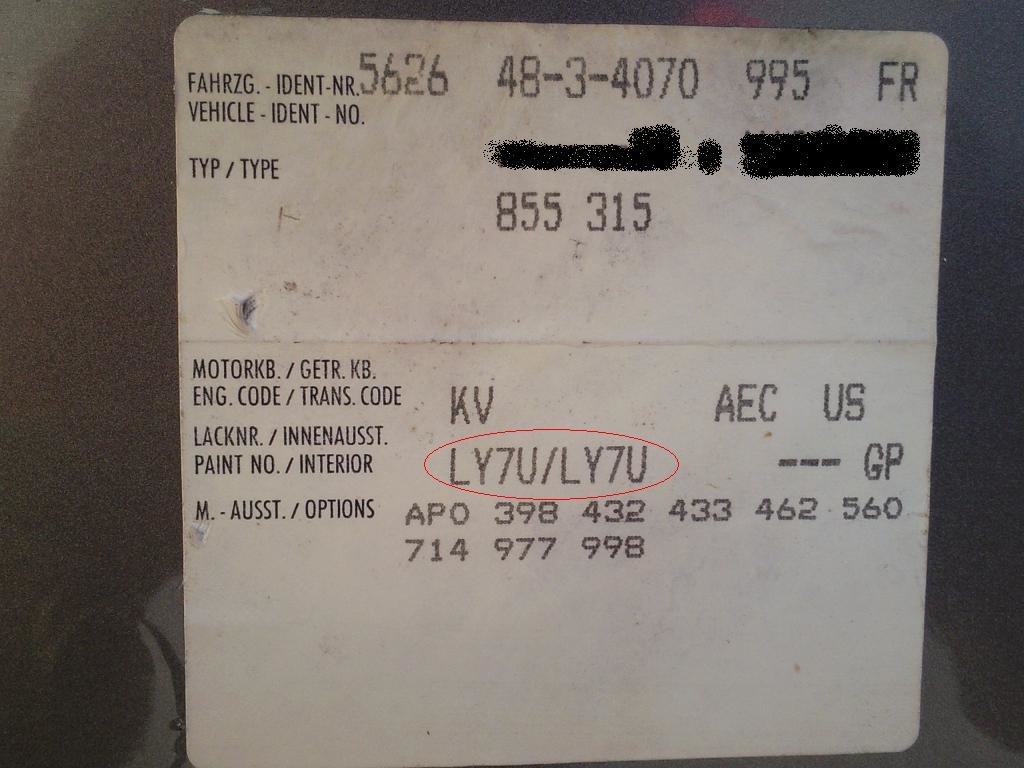 FAHRZG. - IDENT-NR. 5626 48-3-4070 995 FR
VEHICLE - IDENT - NO.
TYP / TYPE
855 315
MOTORKB. / GETR. KB.
ENG. CODE / TRANS. CODE KV AEC US
LACKNR. / INNENAUSST.
PAINT NO. / INTERIOR LY7U/LY7U --- GP
M. - AUSST. / OPTIONS APO 398 432 433 462 560
714 977 998